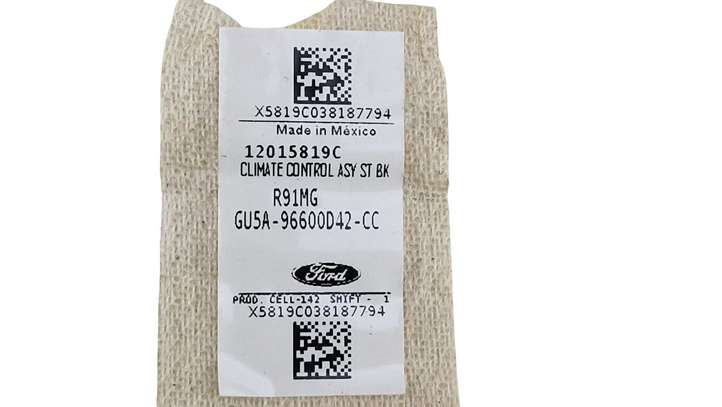 X5819C038187794
Made in México
12015819C
CLIMATE CONTROL ASY ST BK
R91MG
GU5A-96600D42-CC
Ford
PROD. CELL-142 SHIFT - 1
X5819C038187794